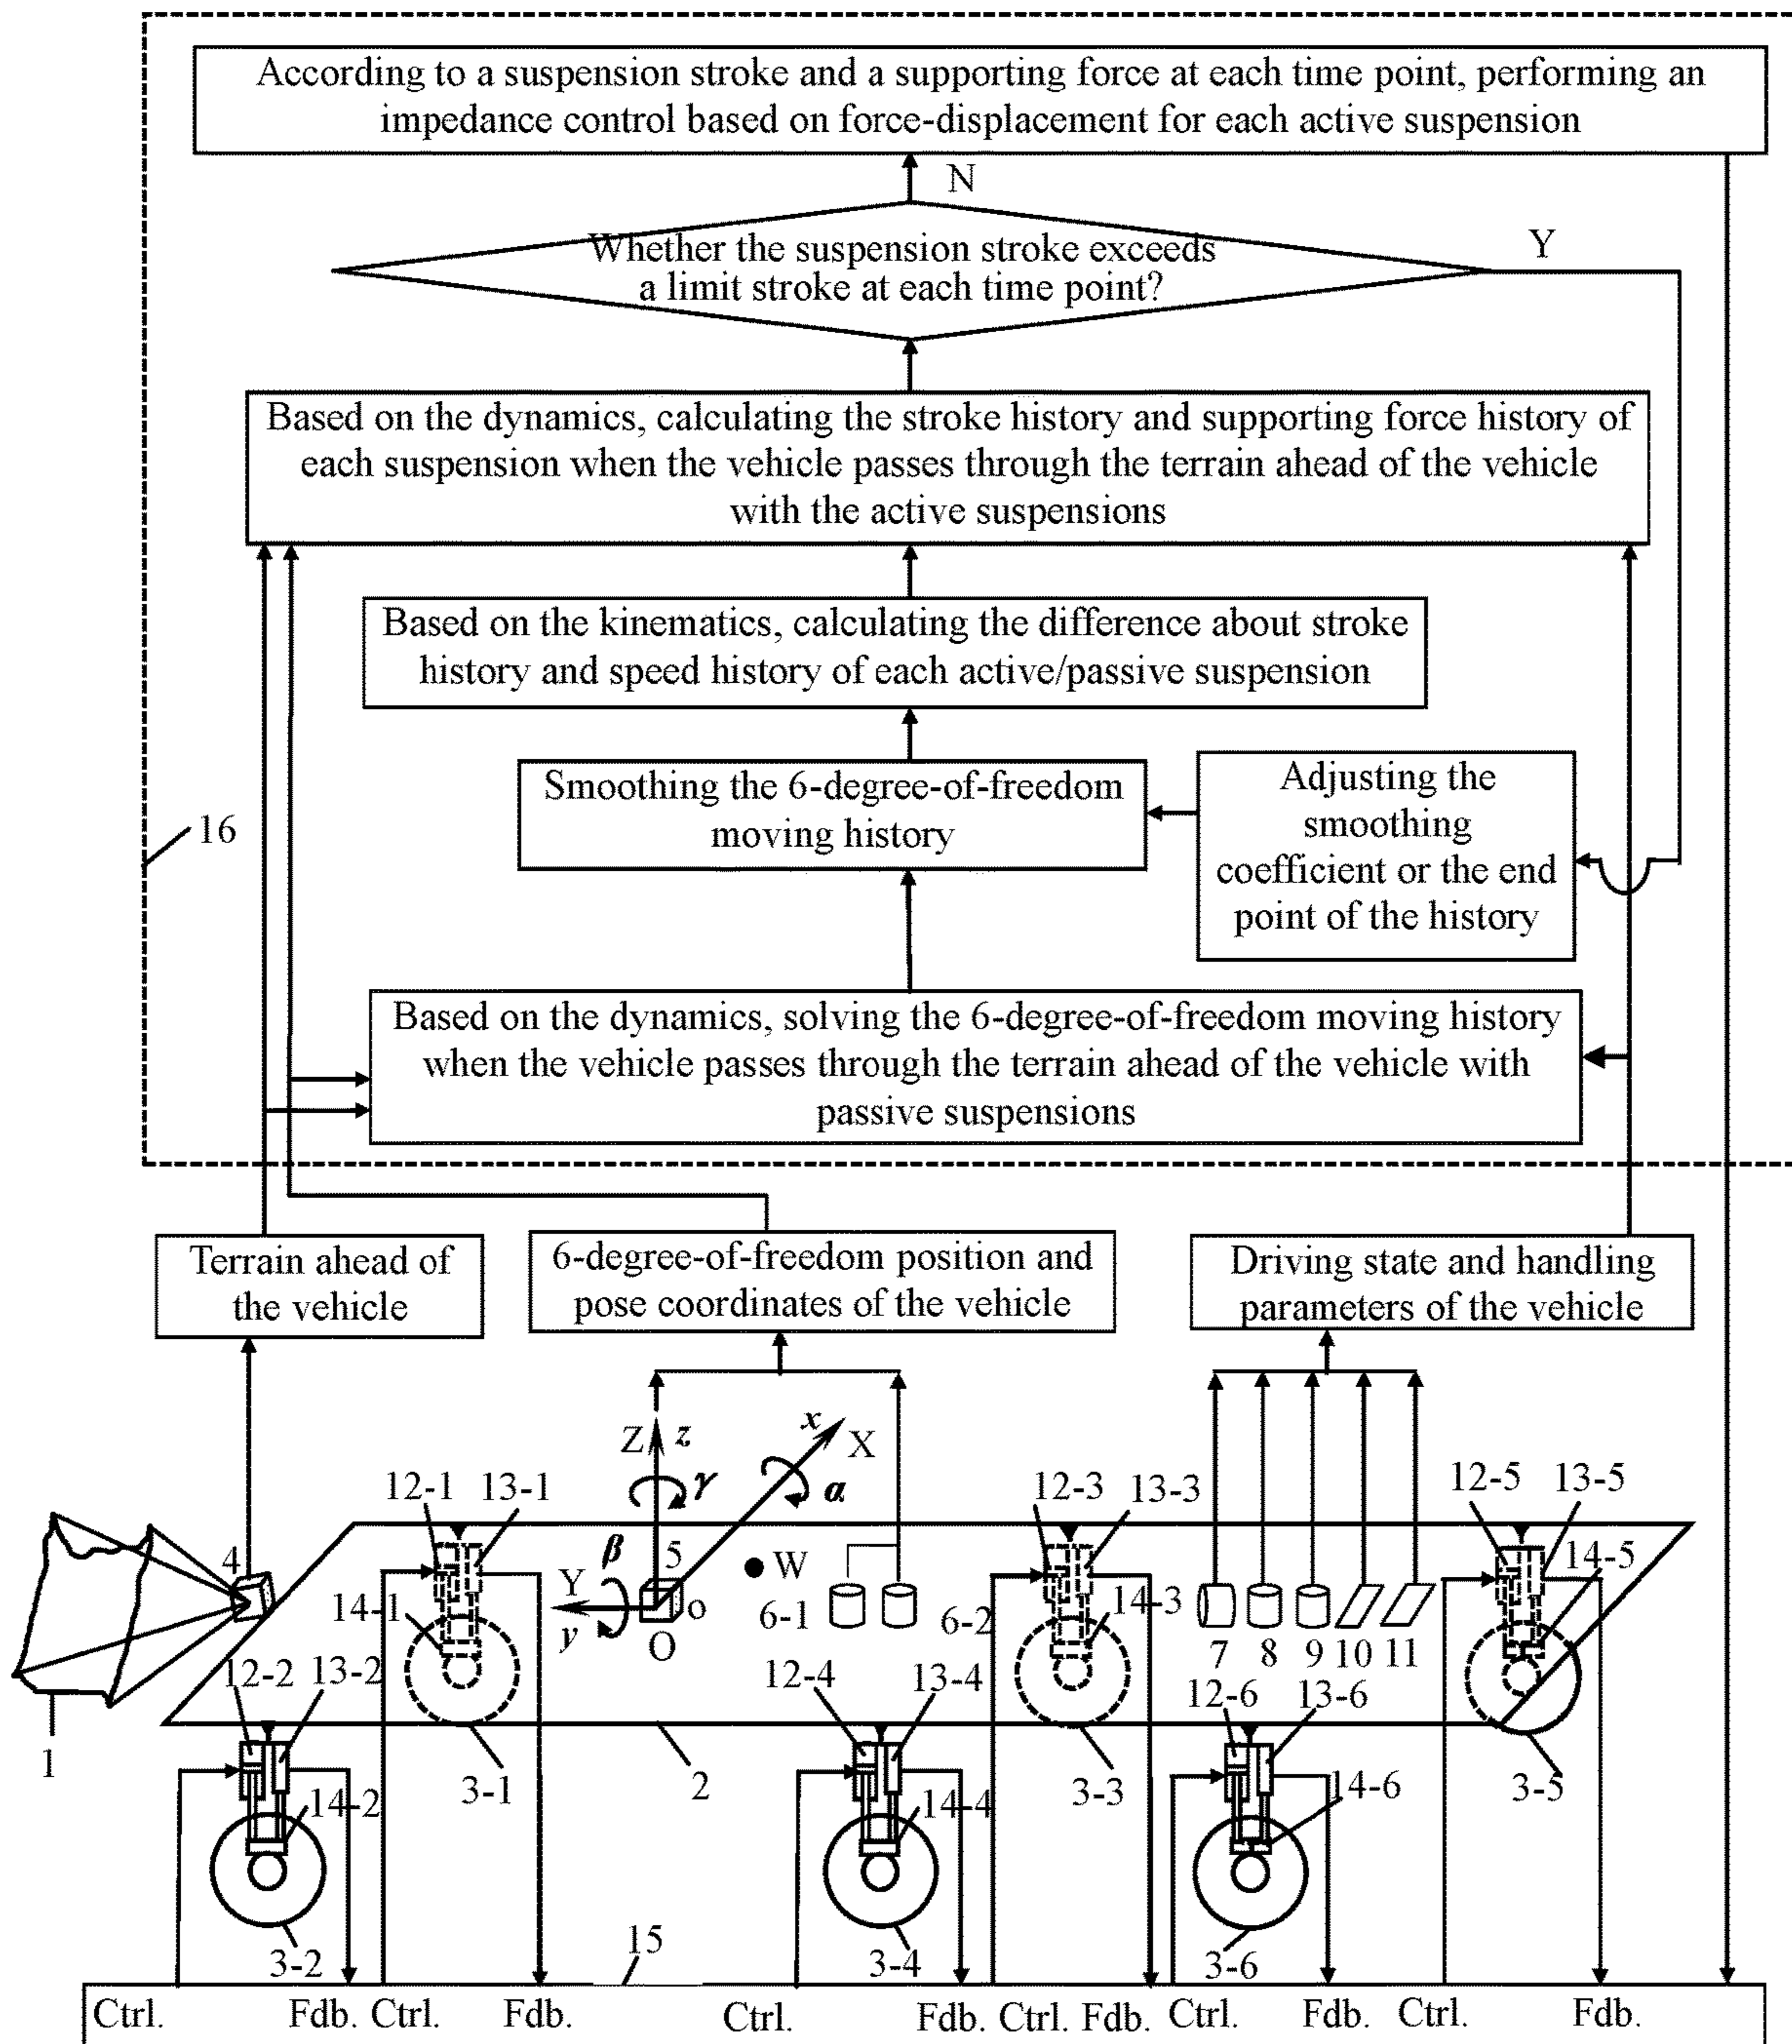 According to a suspension stroke and a supporting force at each time point, performing an
impedance control based on force-displacement for each active suspension
N
Whether the suspension stroke exceeds
a limit stroke at each time point?
Y
Based on the dynamics, calculating the stroke history and supporting force history of
each suspension when the vehicle passes through the terrain ahead of the vehicle
with the active suspensions
Based on the kinematics, calculating the difference about stroke
history and speed history of each active/passive suspension
Smoothing the 6-degree-of-freedom
moving history
Adjusting the
smoothing
coefficient or the end
point of the history
16
Based on the dynamics, solving the 6-degree-of-freedom moving history
when the vehicle passes through the terrain ahead of the vehicle with
passive suspensions
Terrain ahead of
the vehicle
6-degree-of-freedom position and
pose coordinates of the vehicle
Driving state and handling
parameters of the vehicle
x
X
Z z
γ
α
12-1 13-1
12-3 13-3
12-5 13-5
4
β
5
W
14-5
Y
y
o
O
14-1
6-1
6-2
14-3
7 8 9 10 11
12-2 13-2
12-4 13-4
12-6 13-6
1
3-1
2
3-3
3-5
14-2
14-4
14-6
3-2
15
3-4
3-6
Ctrl. Fdb. Ctrl. Fdb. Ctrl. Fdb. Ctrl. Fdb. Ctrl. Fdb. Ctrl. Fdb.